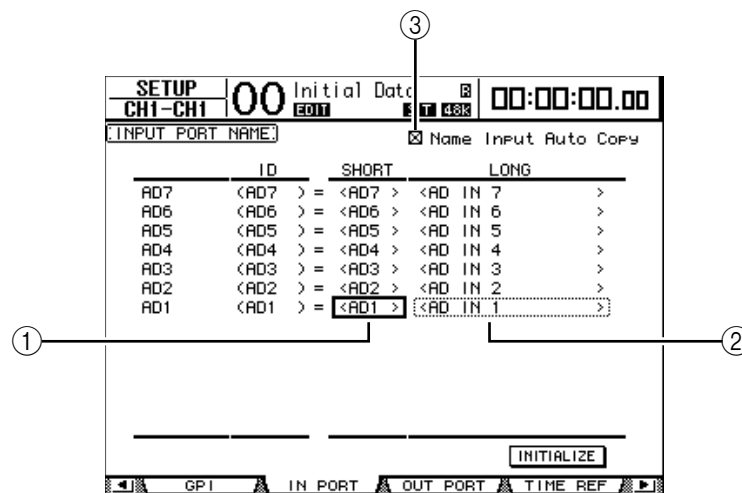 ③
SETUP
CH1-CH1
00 Initial Data
EDIT
48k
00:00:00.00
INPUT PORT NAME
☒ Name Input Auto Copy
ID SHORT LONG
AD7 (AD7 ) = <AD7 > <AD IN 7 >
AD6 (AD6 ) = <AD6 > <AD IN 6 >
AD5 (AD5 ) = <AD5 > <AD IN 5 >
AD4 (AD4 ) = <AD4 > <AD IN 4 >
AD3 (AD3 ) = <AD3 > <AD IN 3 >
AD2 (AD2 ) = <AD2 > <AD IN 2 >
AD1 (AD1 ) = <AD1 > <AD IN 1 >
① ②
INITIALIZE
GPI IN PORT OUT PORT TIME REF